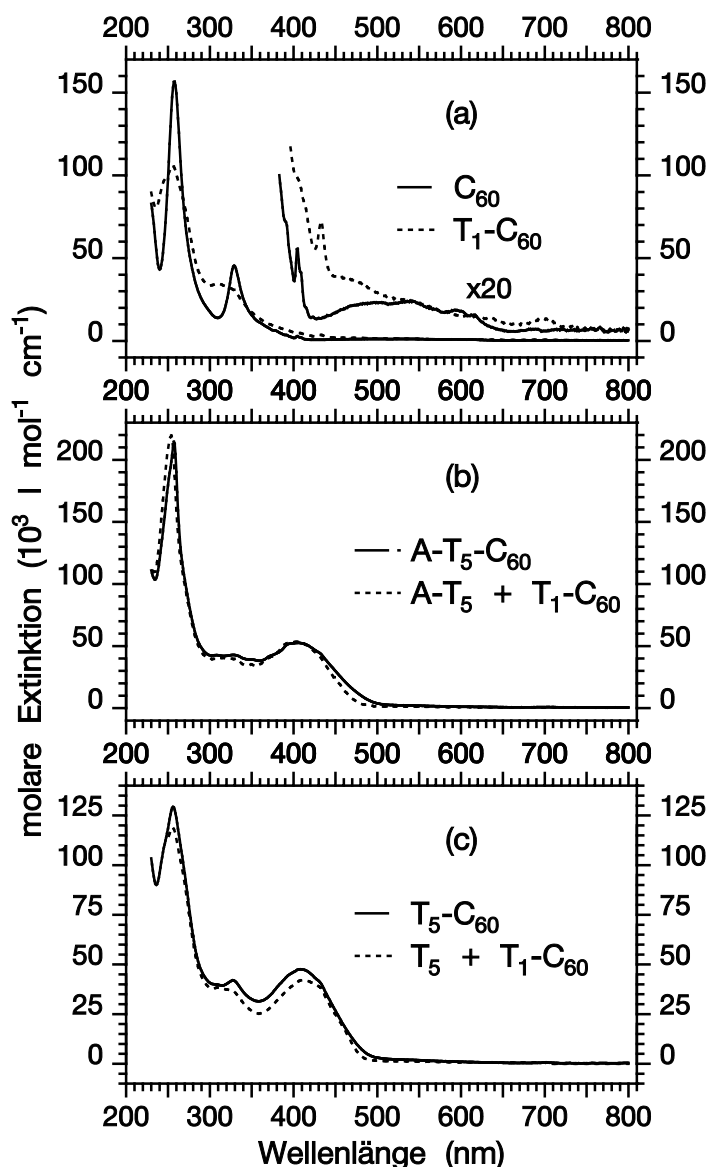 200 300 400 500 600 700 800
150 150
(a)
100 100
C60
T1-C60
50 50
x20
0 0
200 300 400 500 600 700 800
200 200
(b)
150 150
A-T5-C60
100 100
A-T5 + T1-C60
50 50
0 0
200 300 400 500 600 700 800
125 125
(c)
100 100
75 75
T5-C60
50 50
T5 + T1-C60
25 25
0 0
200 300 400 500 600 700 800
Wellenlänge (nm)
molare Extinktion (10³ l mol⁻¹ cm⁻¹)